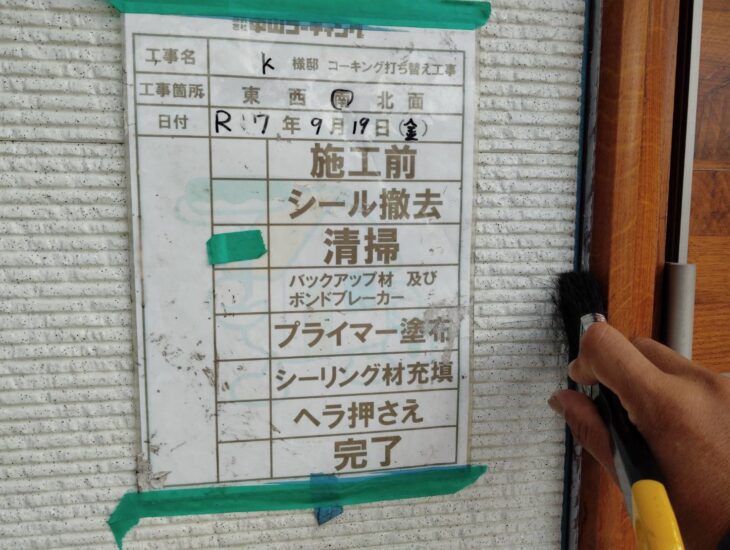 工事名 K 様邸 コーキング打ち替え工事
工事箇所 東 西 南 北 面
日付 R:7年9月19日(金)
施工前
シール撤去
清掃
バックアップ材 及び
ボンドブレーカー
プライマー塗布
シーリング材充填
ヘラ押さえ
完了